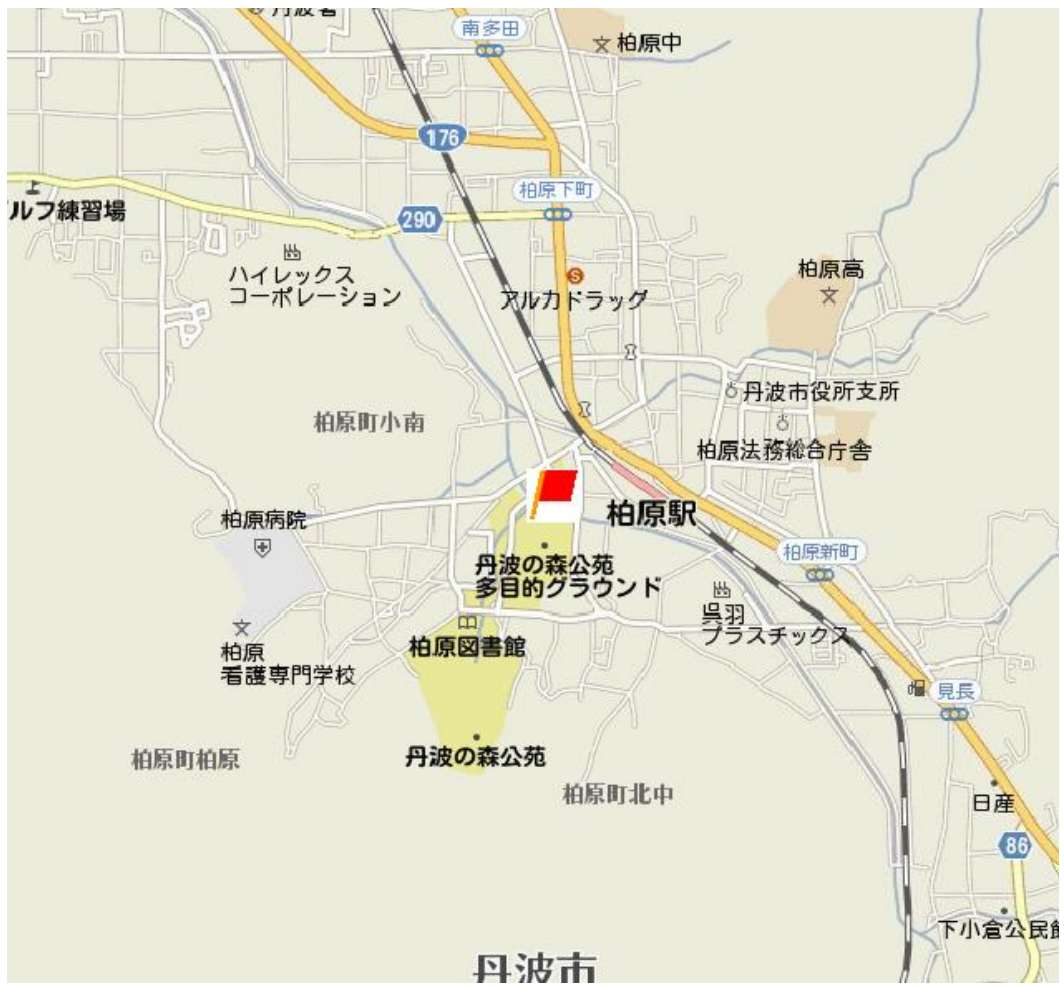 丹波署
南多田
柏原中
176
柏原下町
ルフ練習場
290
ハイレックス
コーポレーション
柏原高
S
アルカドラッグ
丹波市役所支所
柏原町小南
柏原法務総合庁舎
柏原病院
柏原駅
柏原新町
丹波の森公苑
多目的グラウンド
呉羽
プラスチックス
柏原図書館
柏原
看護専門学校
見長
丹波の森公苑
柏原町柏原
柏原町北中
日産
86
下小倉公民館
丹波市